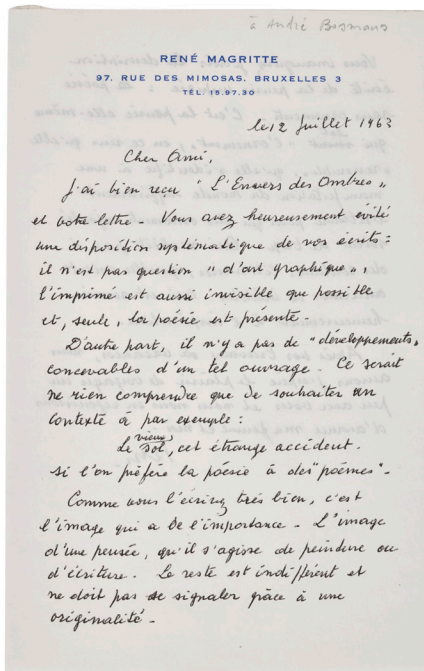 à André Bosmans
RENÉ MAGRITTE
97, RUE DES MIMOSAS, BRUXELLES 3
TÉL. 15.97.30
le 12 Juillet 1963
Cher Ami,
J'ai bien reçu "L'Envers des Ombres"
et votre lettre - Vous avez heureusement évité
une disposition systématique de vos écrits :
il n'est pas question "d'art graphique",
l'imprimé est aussi invisible que possible
et, seule, la poésie est présente.
D'autre part, il n'y a pas de "développements"
concevables d'un tel ouvrage. Ce serait
ne rien comprendre que de souhaiter un
contexte à par exemple :
vieux
Le sol, cet étrange accident.
si l'on préfère la poésie à des "poèmes".
Comme vous l'écrivez très bien, c'est
l'image qui a de l'importance - L'image
d'une pensée, qu'il s'agisse de peinture ou
d'écriture. Le reste est indifférent et
ne doit pas se signaler grâce à une
originalité -